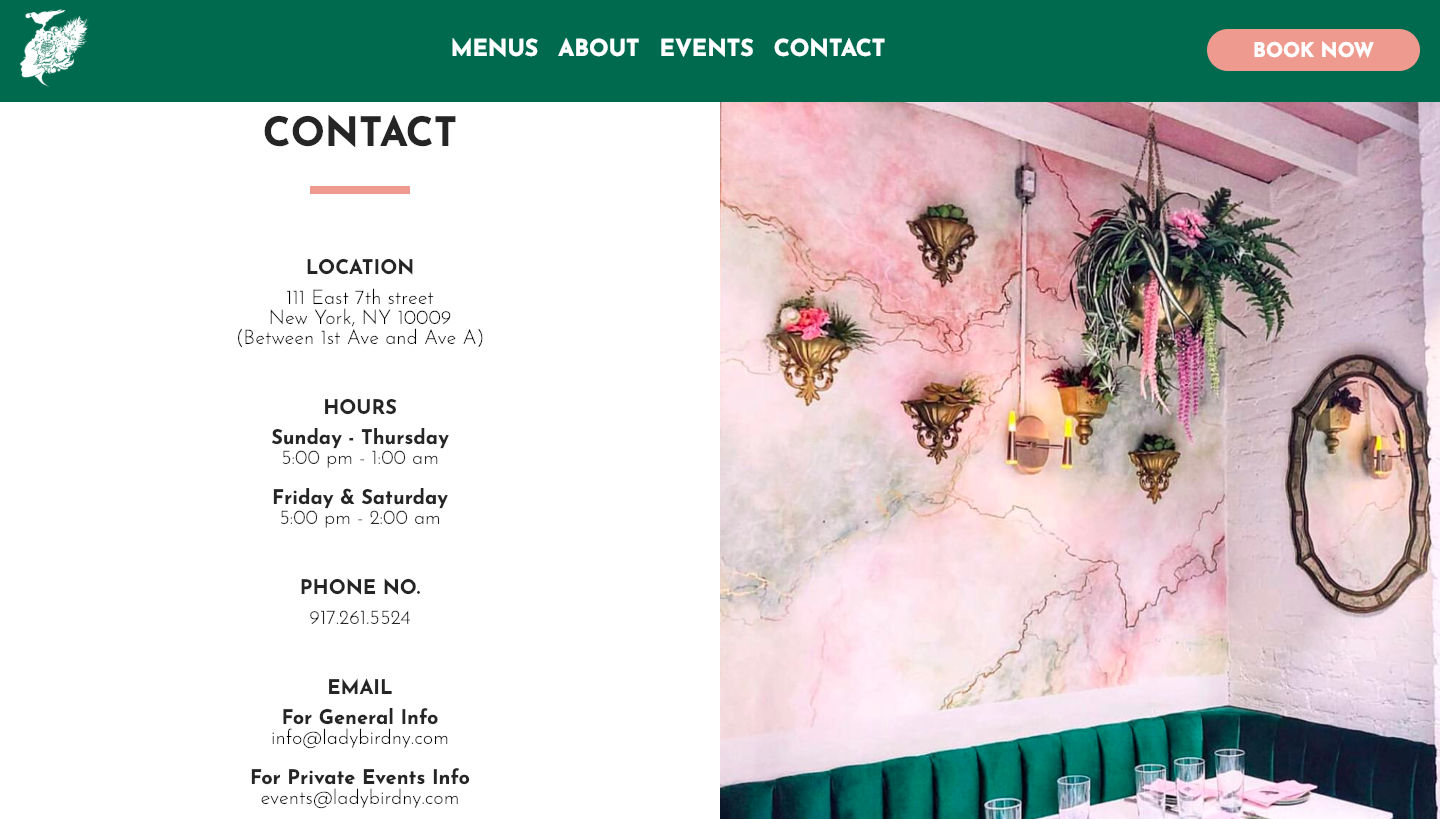 MENUS ABOUT EVENTS CONTACT
BOOK NOW
CONTACT
LOCATION
111 East 7th street
New York, NY 10009
(Between 1st Ave and Ave A)
HOURS
Sunday - Thursday
5:00 pm - 1:00 am
Friday & Saturday
5:00 pm - 2:00 am
PHONE NO.
917.261.5524
EMAIL
For General Info
info@ladybirdny.com
For Private Events Info
events@ladybirdny.com